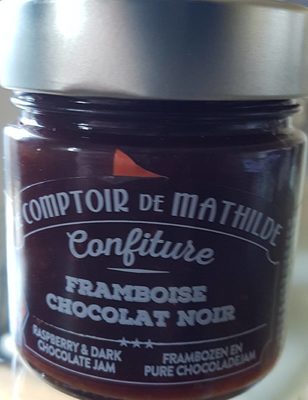 COMPTOIR DE MATHILDE
Confiture
FRAMBOISE
CHOCOLAT NOIR
RASPBERRY & DARK
CHOCOLATE JAM
FRAMBOZEN EN
PURE CHOCOLADEJAM